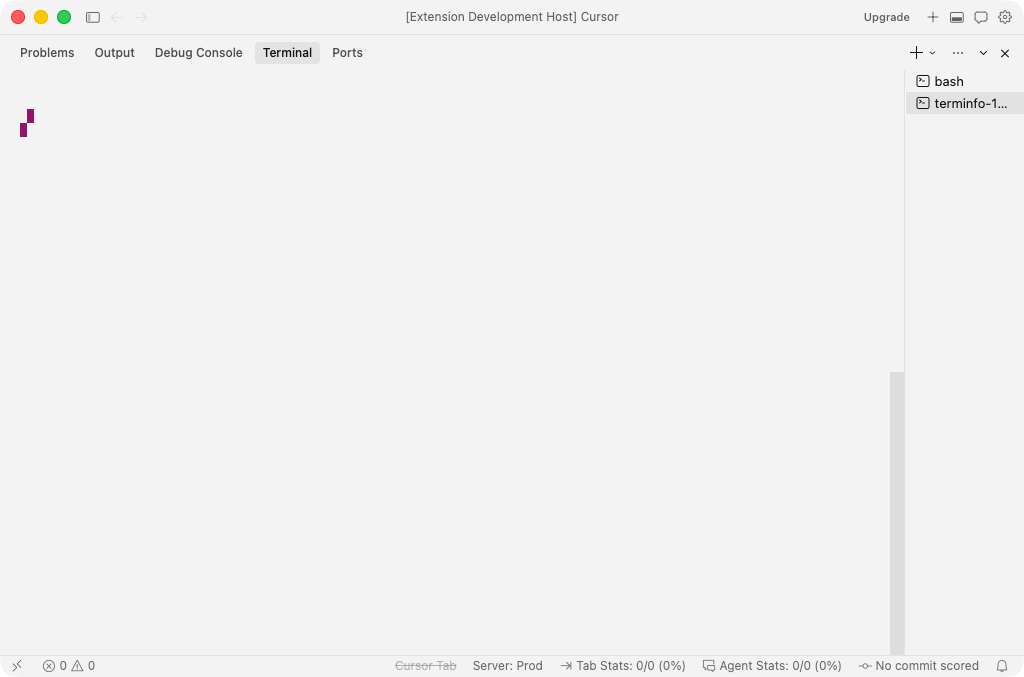 [Extension Development Host] Cursor
Upgrade
Problems Output Debug Console Terminal Ports
bash
terminfo-1...
0 0 Cursor Tab Server: Prod Tab Stats: 0/0 (0%) Agent Stats: 0/0 (0%) No commit scored